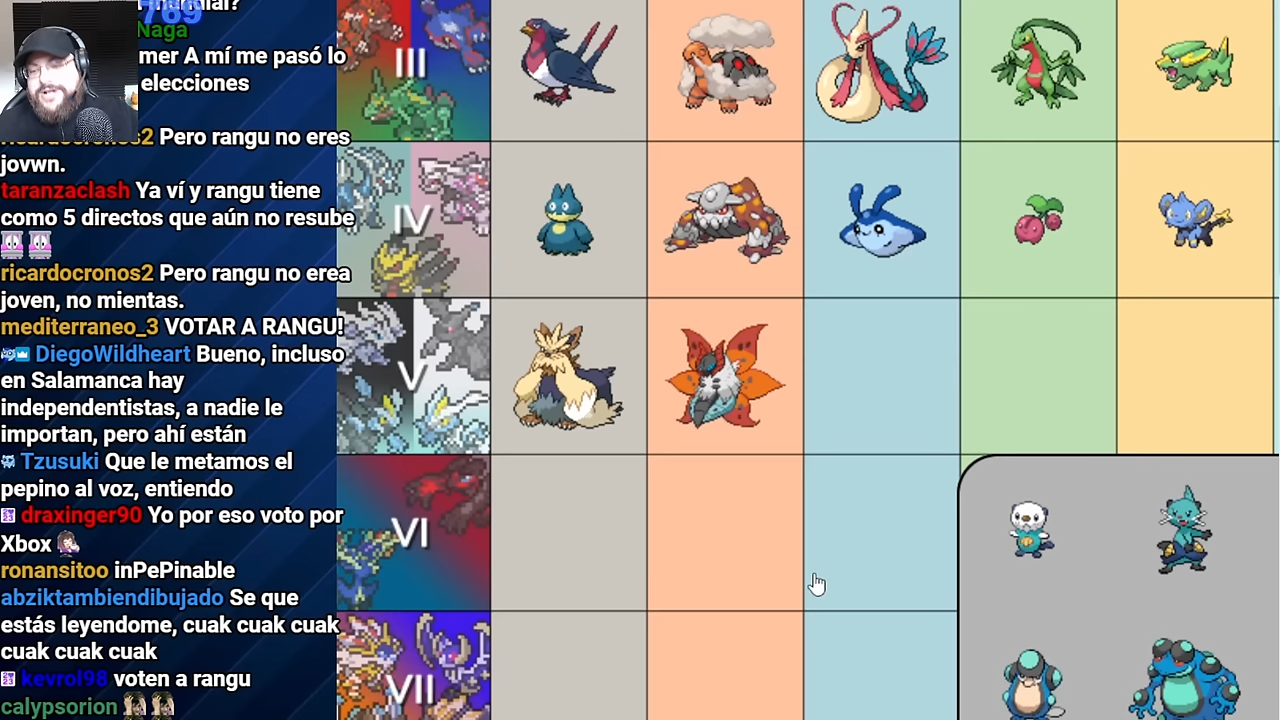 mundial?
789
Naga
mer A mí me pasó lo
elecciones
ricardocronos2 Pero rangu no eres
jovwn.
taranzaclash Ya ví y rangu tiene
como 5 directos que aún no resube
ricardocronos2 Pero rangu no erea
joven, no mientas.
mediterraneo_3 VOTAR A RANGU!
DiegoWildheart Bueno, incluso
en Salamanca hay
independentistas, a nadie le
importan, pero ahí están
Tzusuki Que le metamos el
pepino al voz, entiendo
draxinger90 Yo por eso voto por
Xbox
ronansitoo inPePinable
abziktambiendibujado Se que
estás leyendome, cuak cuak cuak
cuak cuak cuak
kevrol98 voten a rangu
calypsorion
III
IV
V
VI
VII